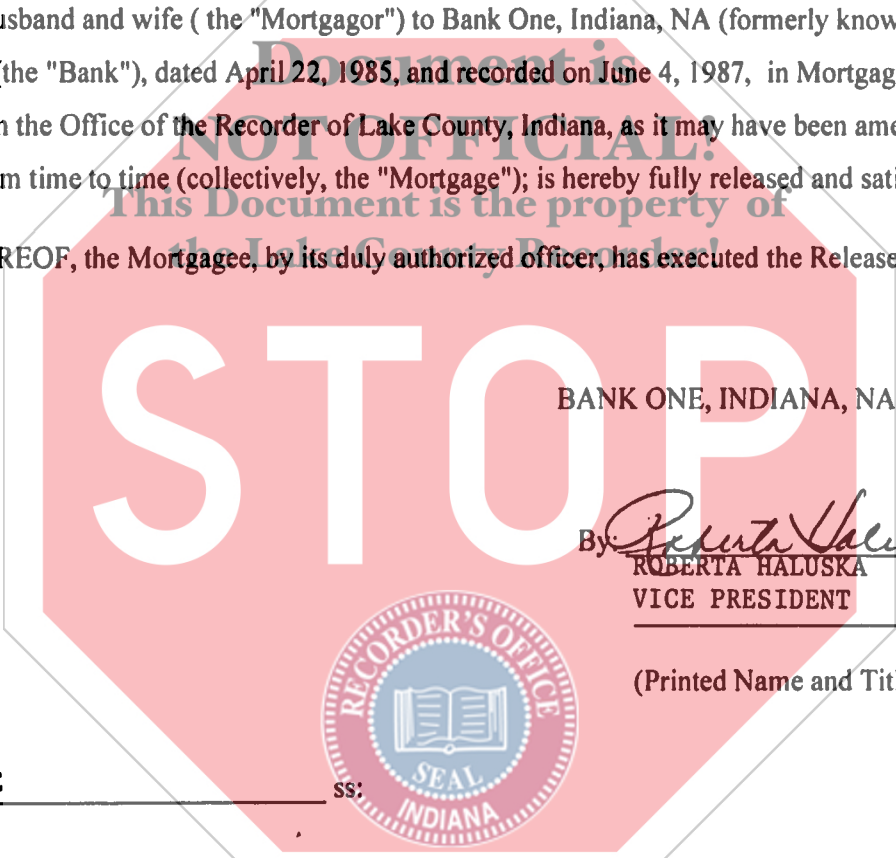 usband and wife ( the "Mortgagor") to Bank One, Indiana, NA (formerly know
Document is
(the "Bank"), dated April 22, 1985, and recorded on June 4, 1987, in Mortgag
NOT OFFICIAL!
n the Office of the Recorder of Lake County, Indiana, as it may have been ame
m time to time (collectively, the "Mortgage"); is hereby fully released and sati
This Document is the property of
the Lake County Recorder!
REOF, the Mortgagee, by its duly authorized officer, has executed the Release
STOP
BANK ONE, INDIANA, NA
By: Roberta Halu
ROBERTA HALUSKA
VICE PRESIDENT
(Printed Name and Tit
RECORDER'S OFFICE
SEAL
INDIANA
ss: